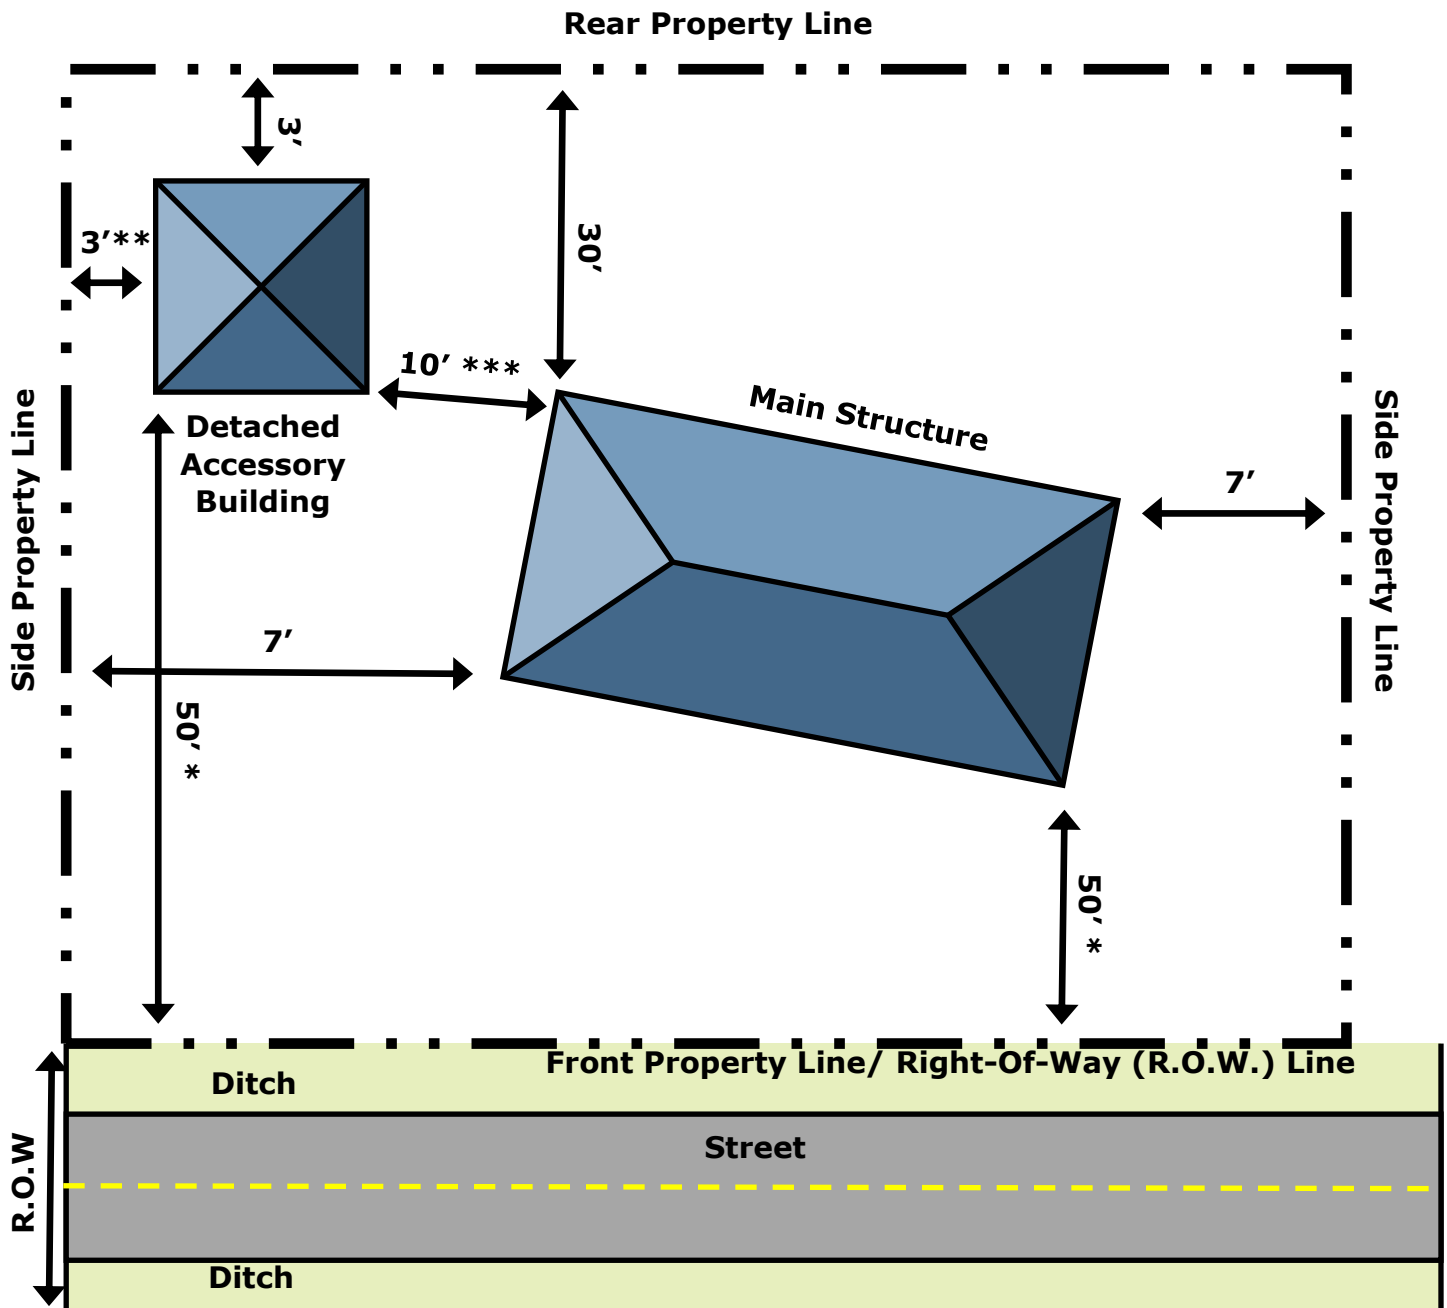 Rear Property Line
3’
30’
3’**
10’ ***
Main Structure
Detached
Accessory
Building
Side Property Line
Side Property Line
7’
7’
50’ *
50’ *
Front Property Line/ Right-Of-Way (R.O.W.) Line
Ditch
Street
R.O.W
Ditch